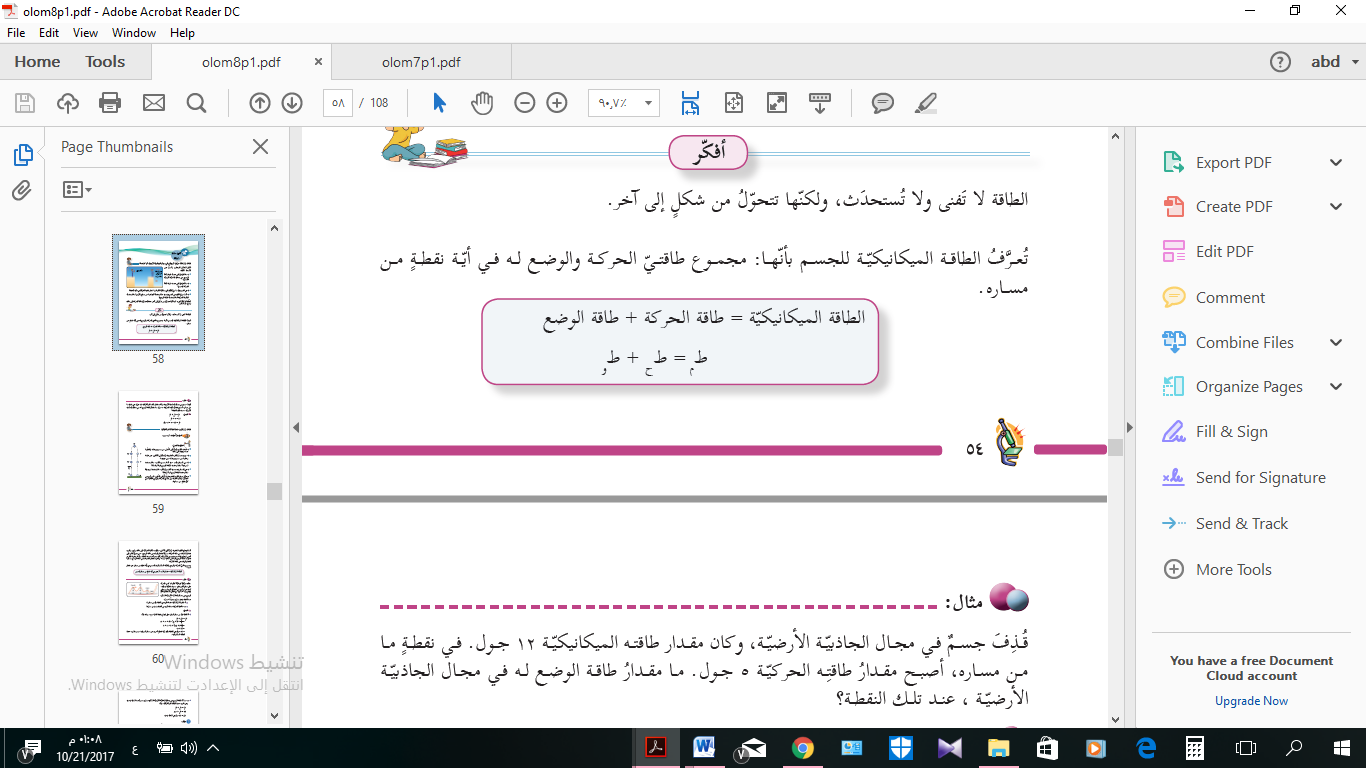 olom8p1.pdf - Adobe Acrobat Reader DC
File Edit View Window Help
Home Tools olom8p1.pdf × olom7p1.pdf ? abd
٥٨ / 108 ٩٠,٧٪
Page Thumbnails
58
59
60
أفكّر
الطاقة لا تَفنى ولا تُستحدَث، ولكنّها تتحوّلُ من شكلٍ إلى آخر.
تُعرَّفُ الطاقة الميكانيكيّة للجسم بأنّها: مجموع طاقتيّ الحركة والوضع له في أيّة نقطةٍ من
مساره.
الطاقة الميكانيكيّة = طاقة الحركة + طاقة الوضع
طم = طح + طو
٥٤
مثال:
قُذِفَ جسمٌ في مجال الجاذبيّة الأرضيّة، وكان مقدار طاقته الميكانيكيّة ١٢ جول. في نقطةٍ ما
من مساره، أصبح مقدارُ طاقتِه الحركيّة ٥ جول. ما مقدارُ طاقة الوضع له في مجال الجاذبيّة
الأرضيّة ، عند تلك النقطة؟
Export PDF
Create PDF
Edit PDF
Comment
Combine Files
Organize Pages
Fill & Sign
Send for Signature
Send & Track
More Tools
You have a free Document
Cloud account
Upgrade Now
تنشيط Windows
انتقل إلى الإعدادت لتنشيط Windows.
٠١:٠٨ م
10/21/2017
ع